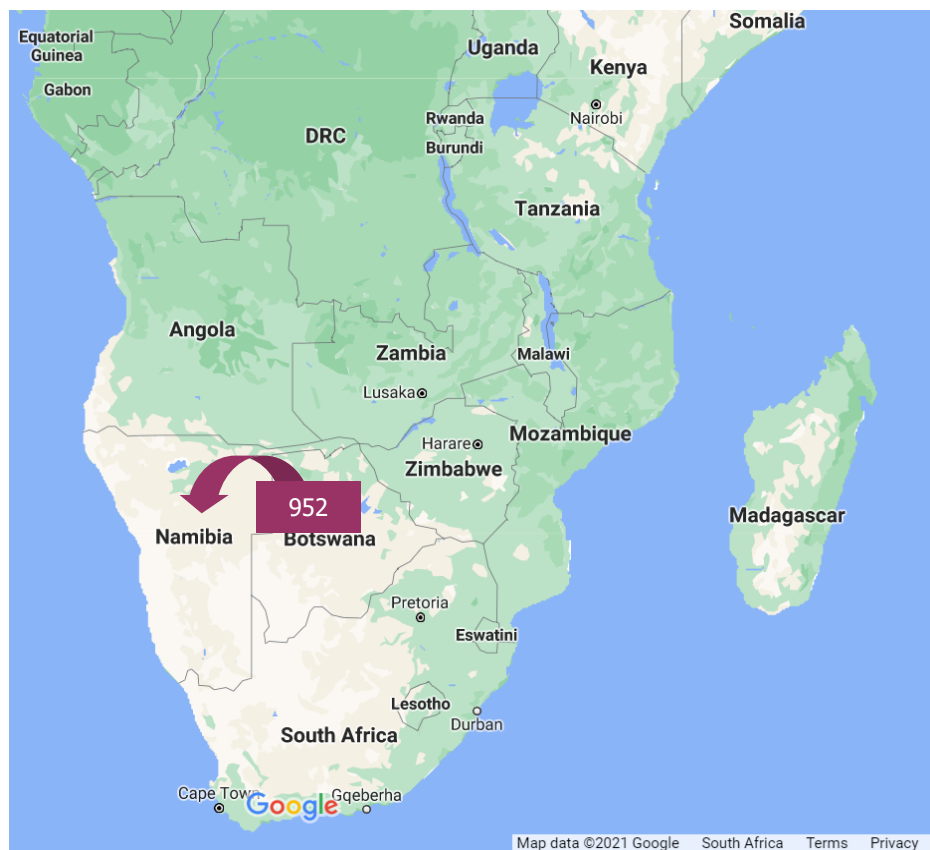 Somalia
Equatorial
Guinea
Uganda
Kenya
Gabon
Nairobi
Rwanda
DRC
Burundi
Tanzania
Angola
Zambia
Malawi
Lusaka
Mozambique
Harare
Zimbabwe
952
Madagascar
Namibia
Botswana
Pretoria
Eswatini
Lesotho
Durban
South Africa
Cape Town
Google
Gqeberha
Map data ©2021 Google South Africa Terms Privacy